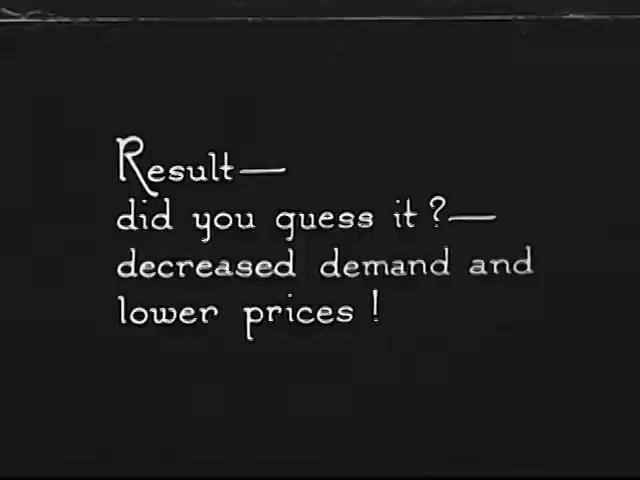 Result—
did you guess it?—
decreased demand and
lower prices!